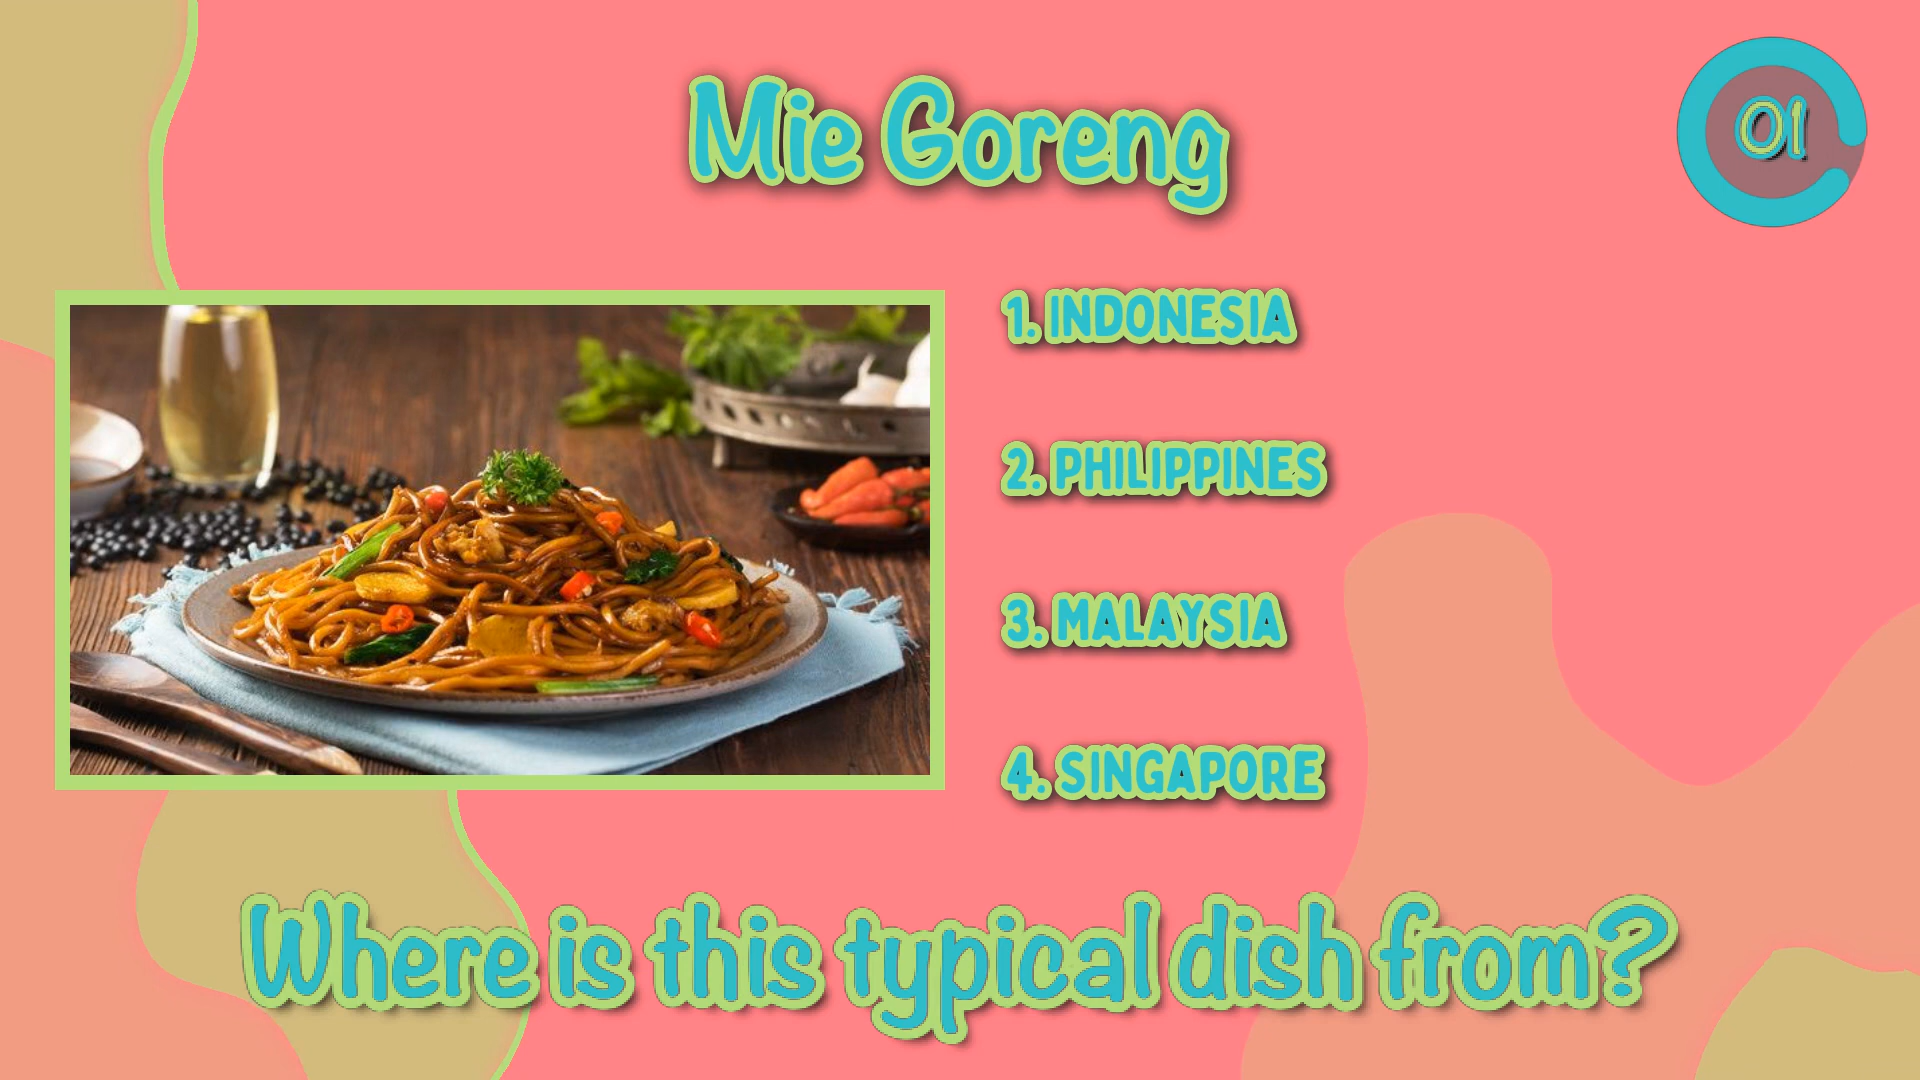 Mie Goreng
01
1. INDONESIA
2. PHILIPPINES
3. MALAYSIA
4. SINGAPORE
Where is this typical dish from?